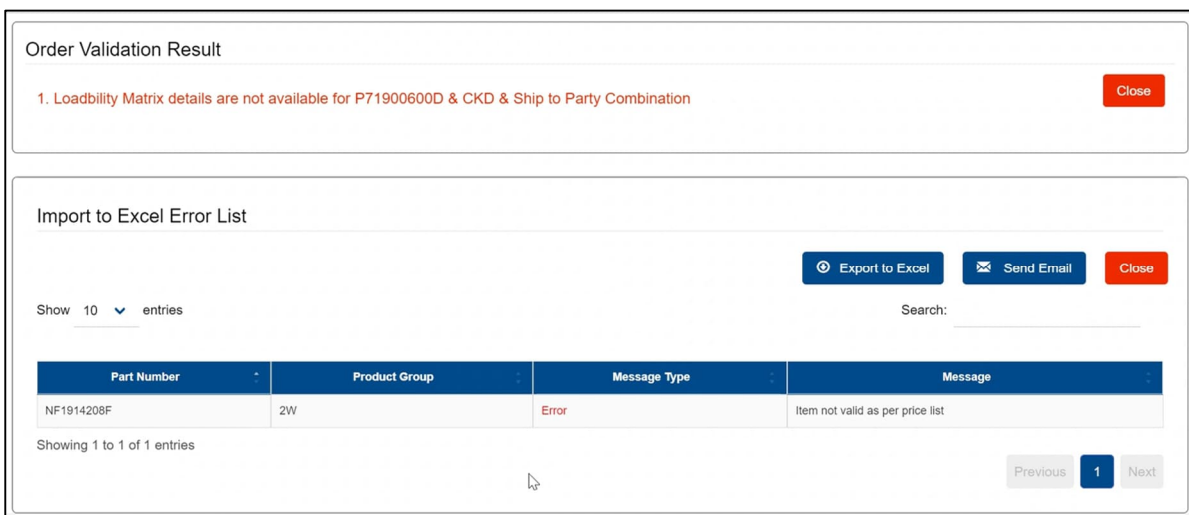 Order Validation Result
1. Loadbility Matrix details are not available for P71900600D & CKD & Ship to Party Combination
Close
Import to Excel Error List
Export to Excel
Send Email
Close
Show 10 entries
Search:
Part Number Product Group Message Type Message
NF1914208F 2W Error Item not valid as per price list
Showing 1 to 1 of 1 entries
Previous 1 Next